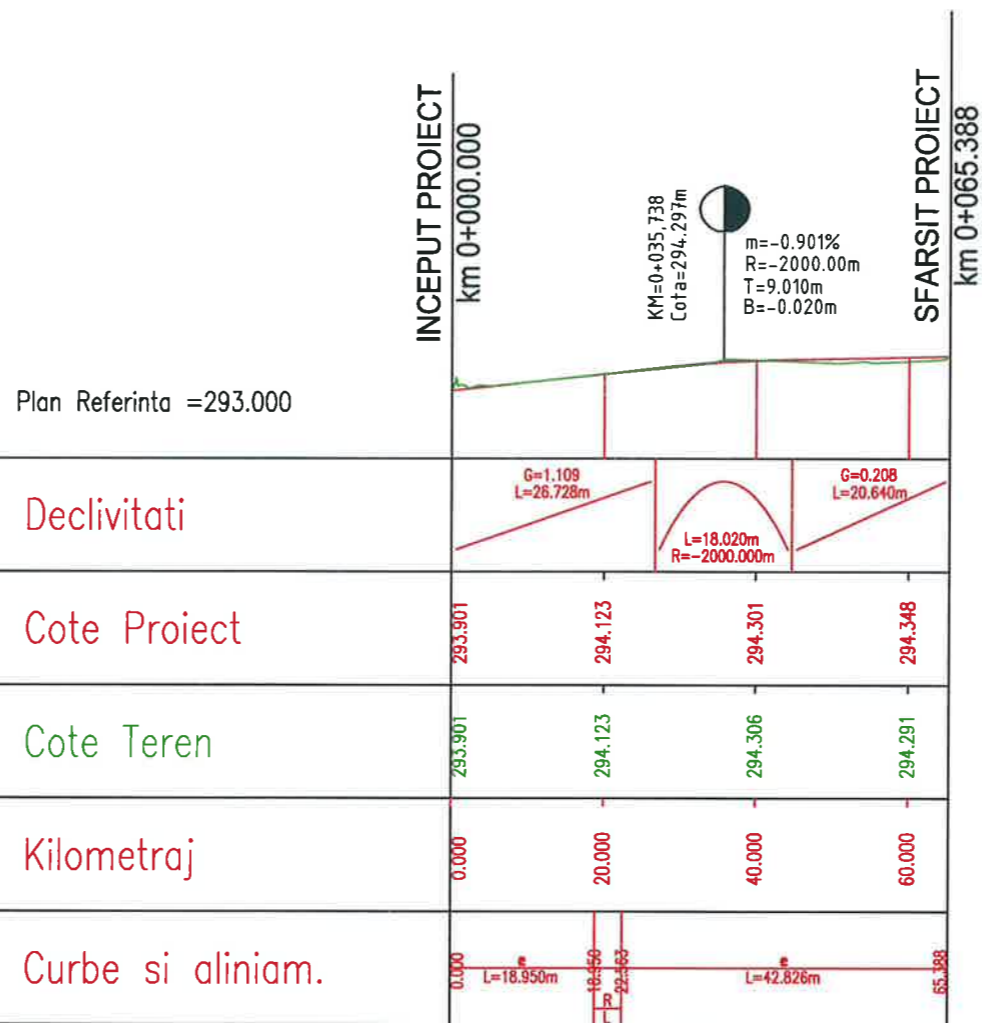 INCEPUT PROIECT
km 0+000.000
KM=0+035,738
Cota=294.297m
m=-0.901%
R=-2000.00m
T=9.010m
B=-0.020m
SFARSIT PROIECT
km 0+065.388
Plan Referinta =293.000
Declivitati
G=1.109
L=26.728m
L=18.020m
R=-2000.000m
G=0.208
L=20.640m
Cote Proiect
293.901
294.123
294.301
294.348
Cote Teren
293.901
294.123
294.306
294.291
Kilometraj
0.000
20.000
40.000
60.000
Curbe si aliniam.
0.000
L=18.950m
18.950
22.563
R
L
L=42.826m
65.388